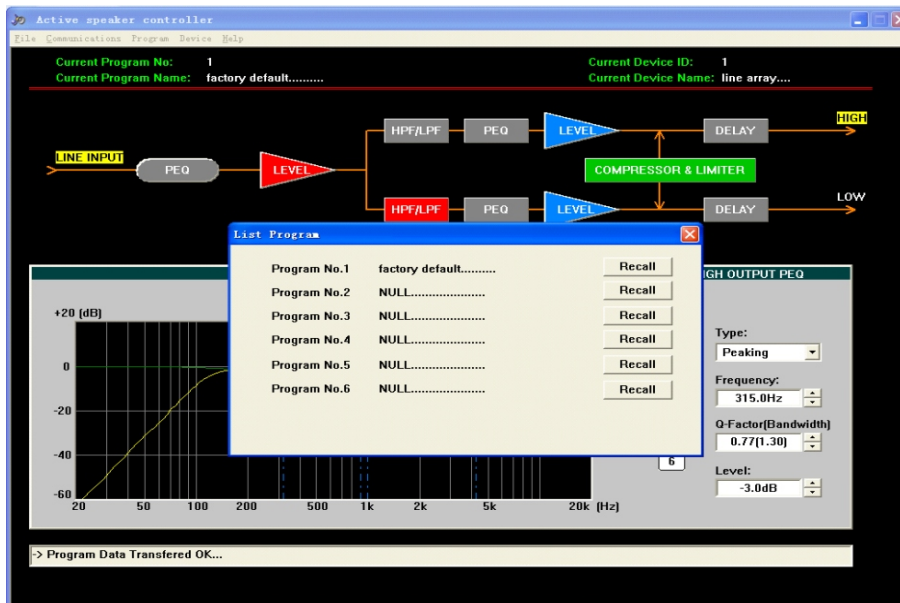 Active speaker controller
File Communications Program Device Help
Current Program No: 1
Current Device ID: 1
Current Program Name: factory default..........
Current Device Name: line array....
HIGH
HPF/LPF PEQ LEVEL DELAY
LINE INPUT
PEQ LEVEL
COMPRESSOR & LIMITER
LOW
HPF/LPF PEQ LEVEL DELAY
List Program
Program No.1 factory default.......... Recall
Program No.2 NULL..................... Recall
Program No.3 NULL..................... Recall
Program No.4 NULL..................... Recall
Program No.5 NULL..................... Recall
Program No.6 NULL..................... Recall
IGH OUTPUT PEQ
+20 (dB)
0
-20
-40
-60
20 50 100 200 500 1k 2k 5k 20k (Hz)
6
Type:
Peaking
Frequency:
315.0Hz
Q-Factor(Bandwidth)
0.77(1.30)
Level:
-3.0dB
-> Program Data Transfered OK...